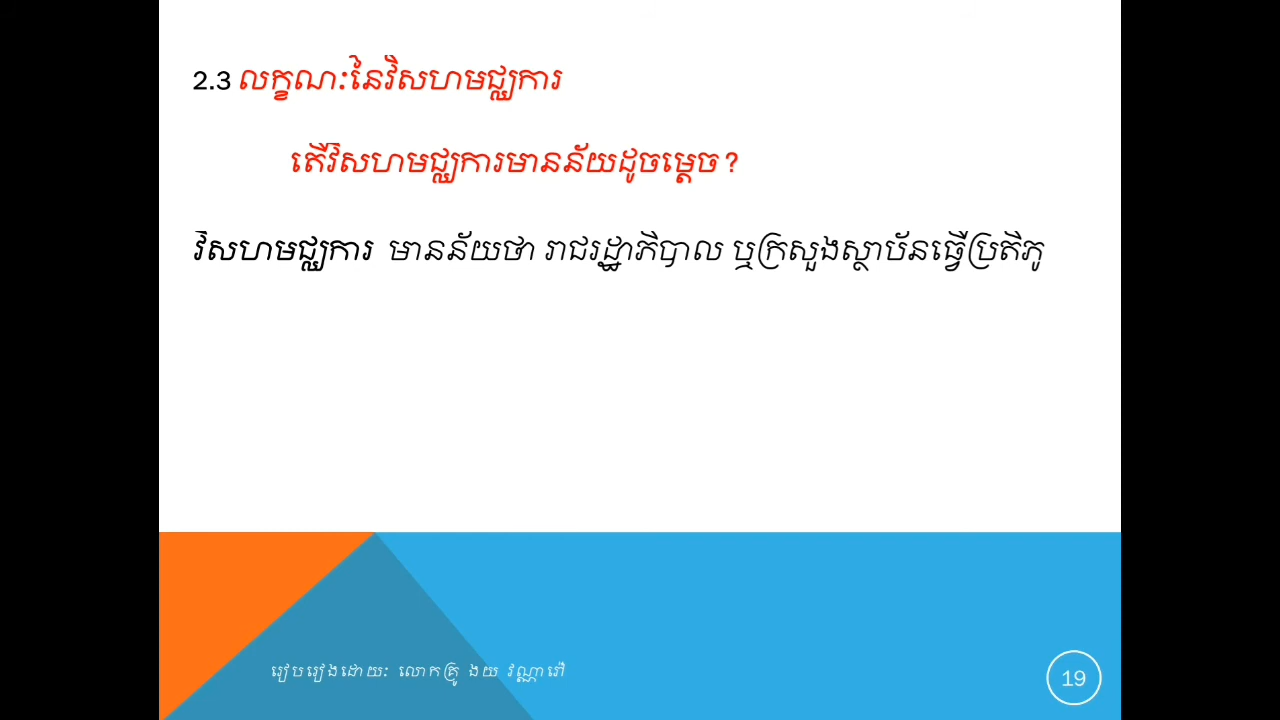 2.3 លក្ខណៈនៃវិសហមជ្ឈការ
តើវិសហមជ្ឈការមានន័យដូចម្ដេច?
វិសហមជ្ឈការ មានន័យថា រាជរដ្ឋាភិបាល ឬក្រសួងស្ថាប័នធ្វើប្រតិភូ
រៀបរៀងដោយៈ លោកគ្រូ ងយ វណ្ណារ៉ា
19